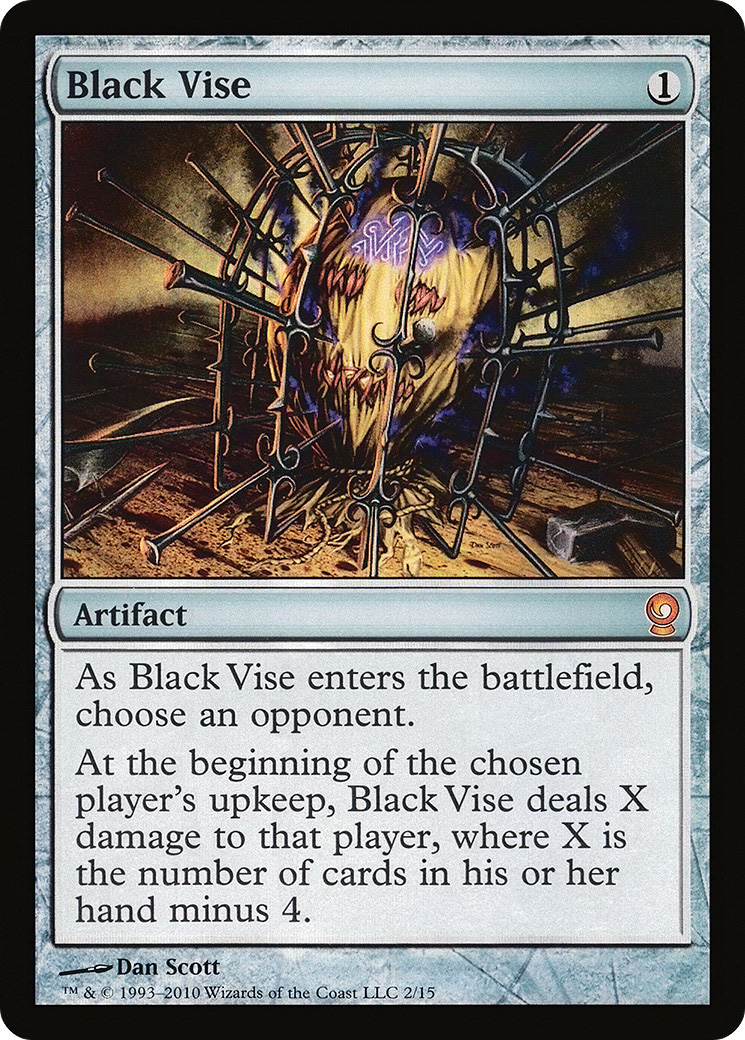 Black Vise
1
Dan Scott
Artifact
As Black Vise enters the battlefield,
choose an opponent.
At the beginning of the chosen
player's upkeep, Black Vise deals X
damage to that player, where X is
the number of cards in his or her
hand minus 4.
Dan Scott
™ & © 1993–2010 Wizards of the Coast LLC 2/15